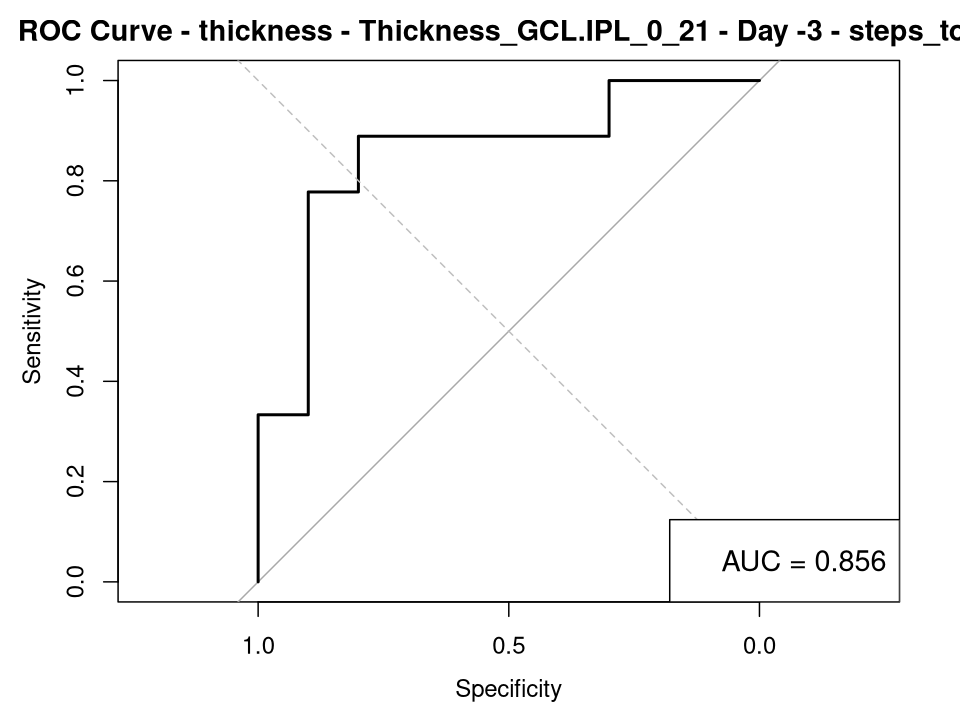 ROC Curve - thickness - Thickness_GCL.IPL_0_21 - Day -3 - steps_to
1.0
0.8
0.6
0.4
0.2
0.0
Sensitivity
AUC = 0.856
1.0 0.5 0.0
Specificity